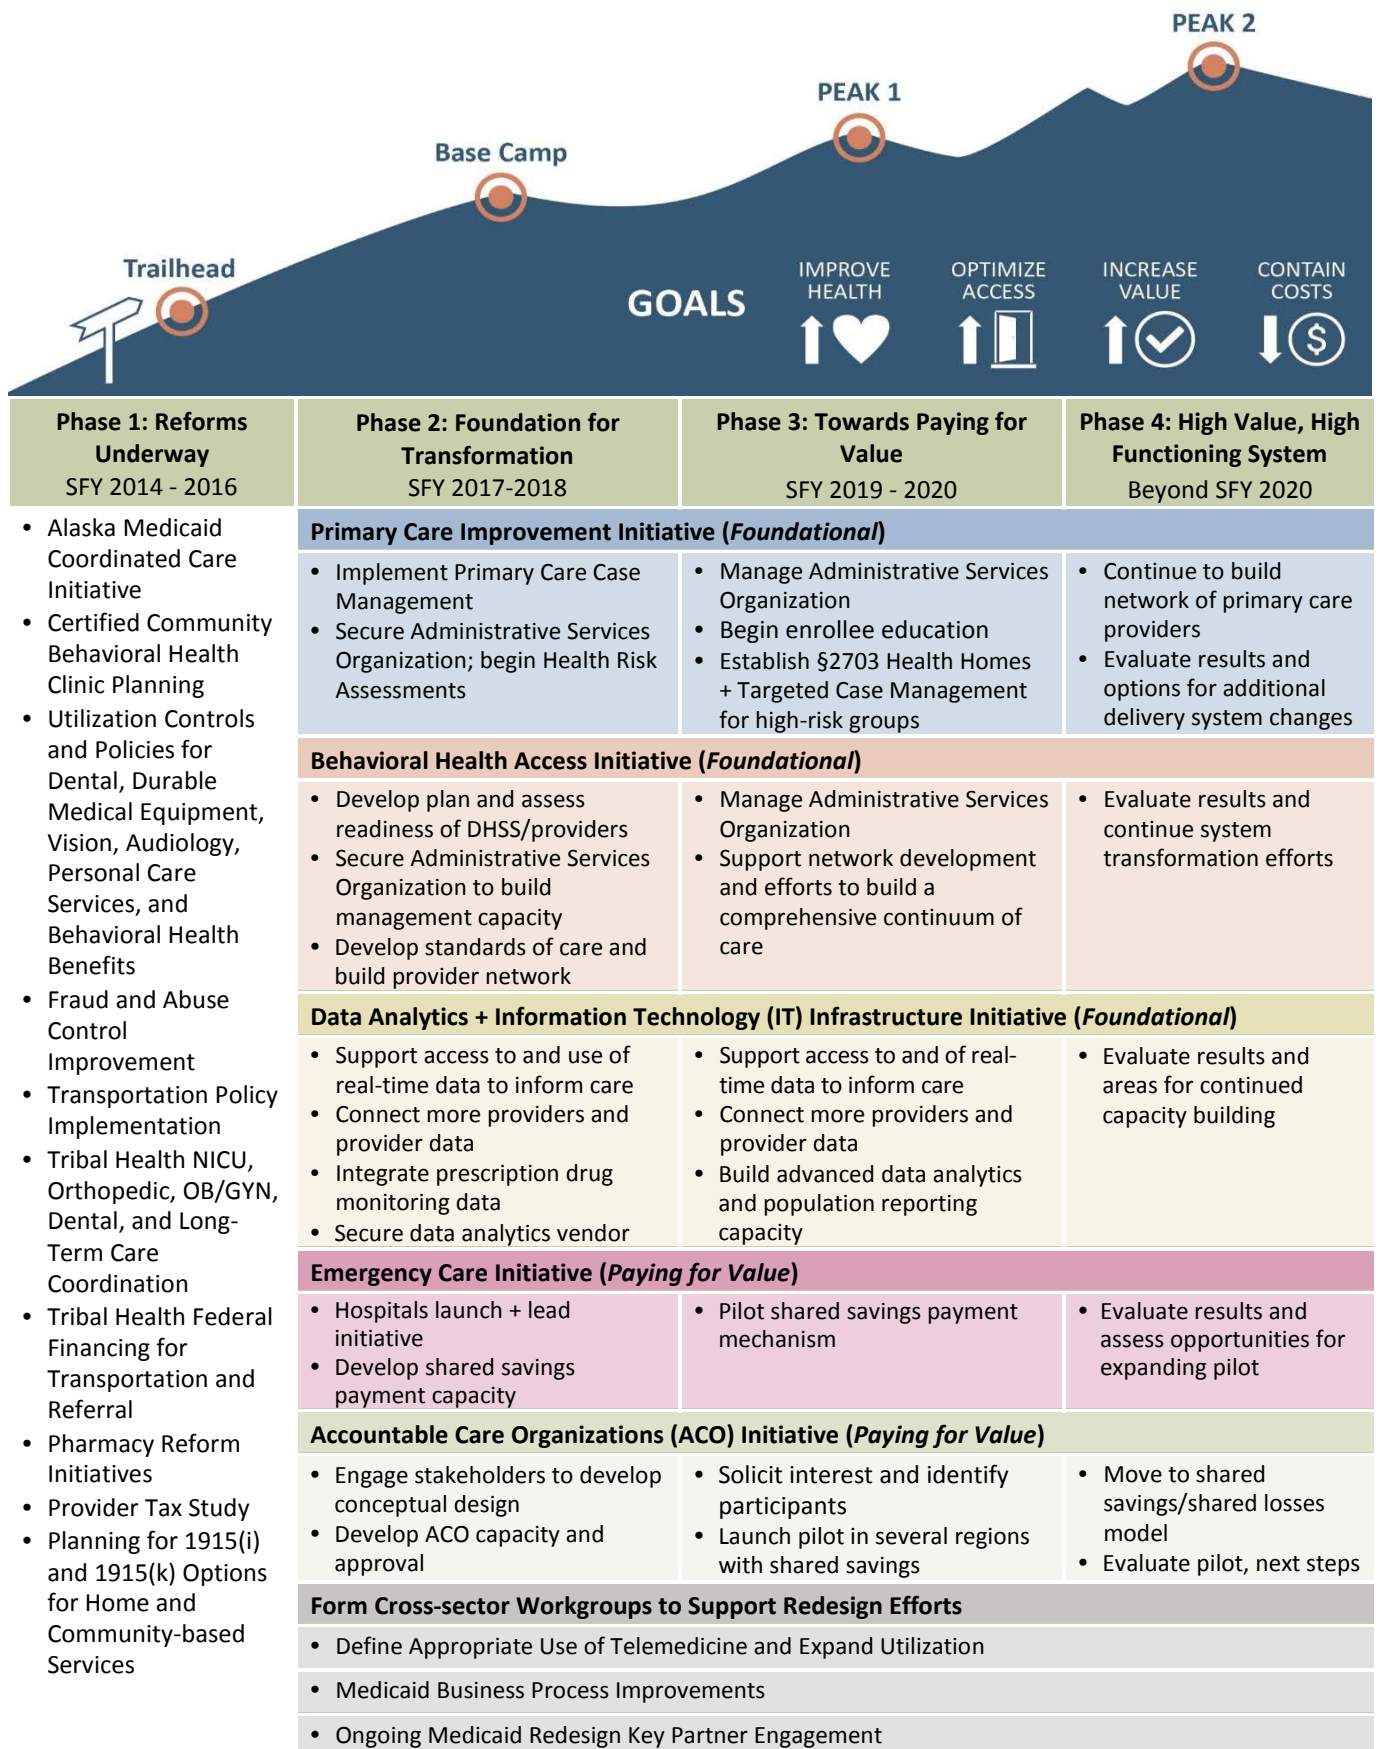 PEAK 2
PEAK 1
Base Camp
Trailhead
GOALS
IMPROVE
HEALTH
OPTIMIZE
ACCESS
INCREASE
VALUE
CONTAIN
COSTS
$
Phase 1: Reforms
Underway
SFY 2014 - 2016
Phase 2: Foundation for
Transformation
SFY 2017-2018
Phase 3: Towards Paying for
Value
SFY 2019 - 2020
Phase 4: High Value, High
Functioning System
Beyond SFY 2020
• Alaska Medicaid
Coordinated Care
Initiative
• Certified Community
Behavioral Health
Clinic Planning
• Utilization Controls
and Policies for
Dental, Durable
Medical Equipment,
Vision, Audiology,
Personal Care
Services, and
Behavioral Health
Benefits
• Fraud and Abuse
Control
Improvement
• Transportation Policy
Implementation
• Tribal Health NICU,
Orthopedic, OB/GYN,
Dental, and Long-
Term Care
Coordination
• Tribal Health Federal
Financing for
Transportation and
Referral
• Pharmacy Reform
Initiatives
• Provider Tax Study
• Planning for 1915(i)
and 1915(k) Options
for Home and
Community-based
Services
Primary Care Improvement Initiative (Foundational)
• Implement Primary Care Case
Management
• Secure Administrative Services
Organization; begin Health Risk
Assessments
• Manage Administrative Services
Organization
• Begin enrollee education
• Establish §2703 Health Homes
+ Targeted Case Management
for high-risk groups
• Continue to build
network of primary care
providers
• Evaluate results and
options for additional
delivery system changes
Behavioral Health Access Initiative (Foundational)
• Develop plan and assess
readiness of DHSS/providers
• Secure Administrative Services
Organization to build
management capacity
• Develop standards of care and
build provider network
• Manage Administrative Services
Organization
• Support network development
and efforts to build a
comprehensive continuum of
care
• Evaluate results and
continue system
transformation efforts
Data Analytics + Information Technology (IT) Infrastructure Initiative (Foundational)
• Support access to and use of
real-time data to inform care
• Connect more providers and
provider data
• Integrate prescription drug
monitoring data
• Secure data analytics vendor
• Support access to and of real-
time data to inform care
• Connect more providers and
provider data
• Build advanced data analytics
and population reporting
capacity
• Evaluate results and
areas for continued
capacity building
Emergency Care Initiative (Paying for Value)
• Hospitals launch + lead
initiative
• Develop shared savings
payment capacity
• Pilot shared savings payment
mechanism
• Evaluate results and
assess opportunities for
expanding pilot
Accountable Care Organizations (ACO) Initiative (Paying for Value)
• Engage stakeholders to develop
conceptual design
• Develop ACO capacity and
approval
• Solicit interest and identify
participants
• Launch pilot in several regions
with shared savings
• Move to shared
savings/shared losses
model
• Evaluate pilot, next steps
Form Cross-sector Workgroups to Support Redesign Efforts
• Define Appropriate Use of Telemedicine and Expand Utilization
• Medicaid Business Process Improvements
• Ongoing Medicaid Redesign Key Partner Engagement